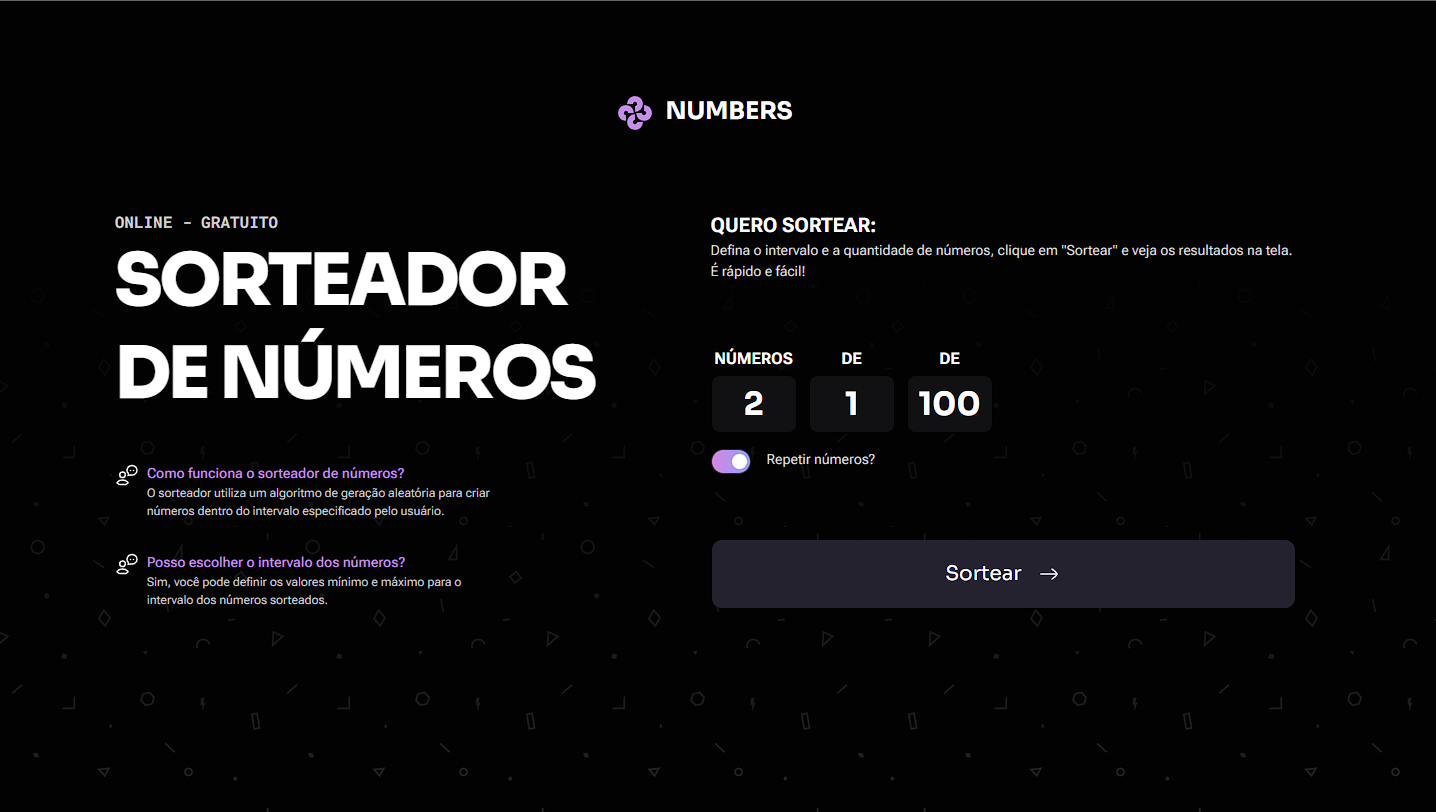 NUMBERS
ONLINE - GRATUITO
SORTEADOR
DE NÚMEROS
Como funciona o sorteador de números?
O sorteador utiliza um algoritmo de geração aleatória para criar
números dentro do intervalo especificado pelo usuário.
Posso escolher o intervalo dos números?
Sim, você pode definir os valores mínimo e máximo para o
intervalo dos números sorteados.
QUERO SORTEAR:
Defina o intervalo e a quantidade de números, clique em "Sortear" e veja os resultados na tela.
É rápido e fácil!
NÚMEROS DE DE
2 1 100
Repetir números?
Sortear →